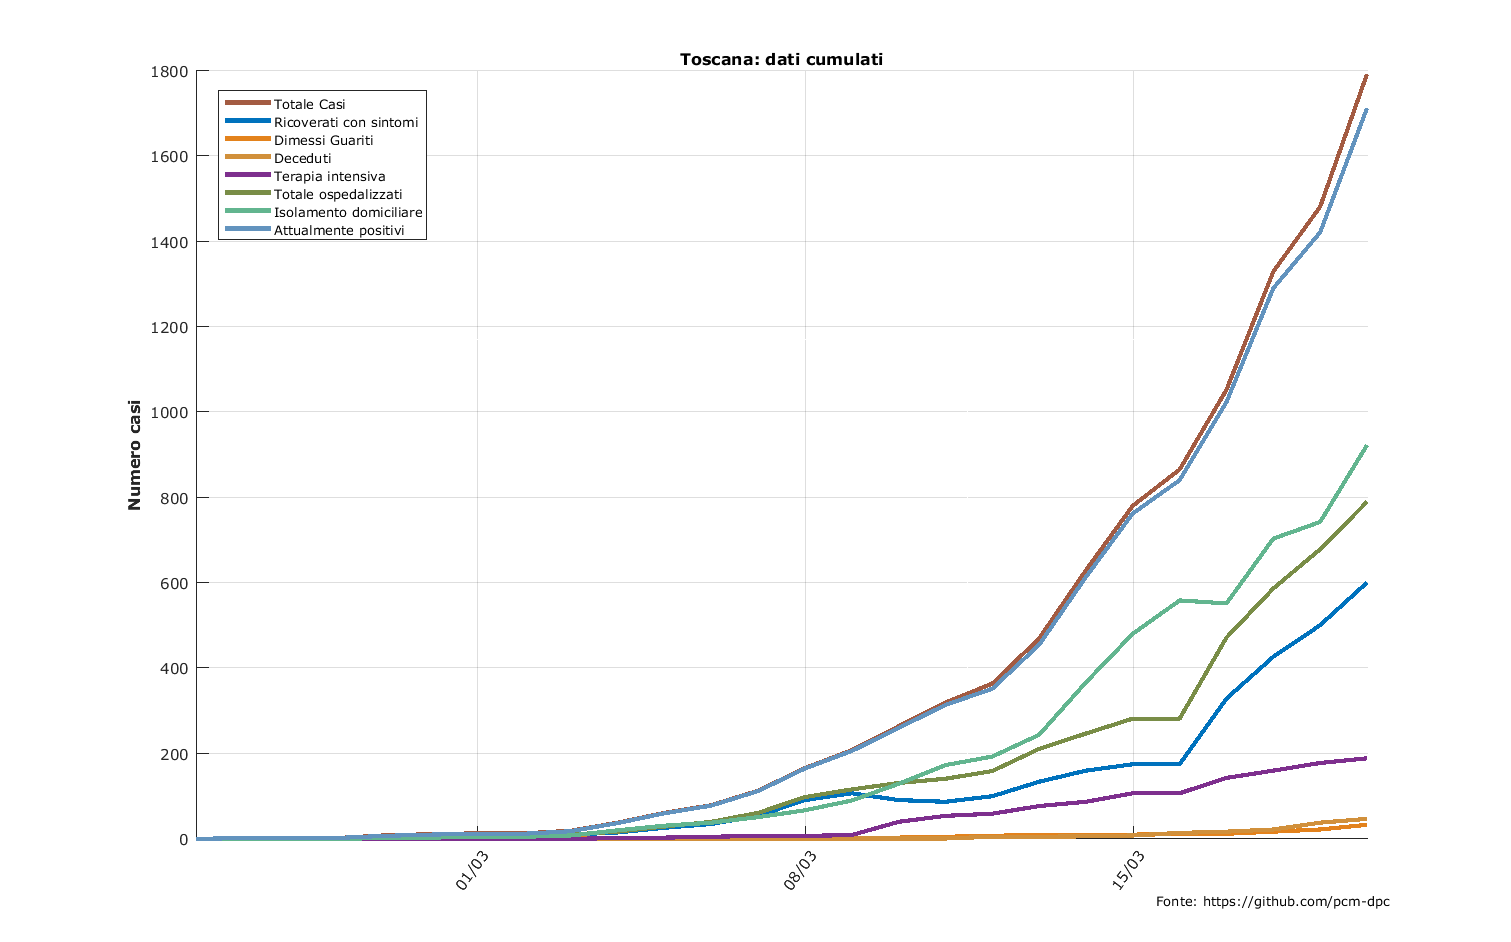 Toscana: dati cumulati
1800
1600
1400
1200
1000
800
600
400
200
0
Numero casi
Totale Casi
Ricoverati con sintomi
Dimessi Guariti
Deceduti
Terapia intensiva
Totale ospedalizzati
Isolamento domiciliare
Attualmente positivi
01/03
08/03
15/03
Fonte: https://github.com/pcm-dpc